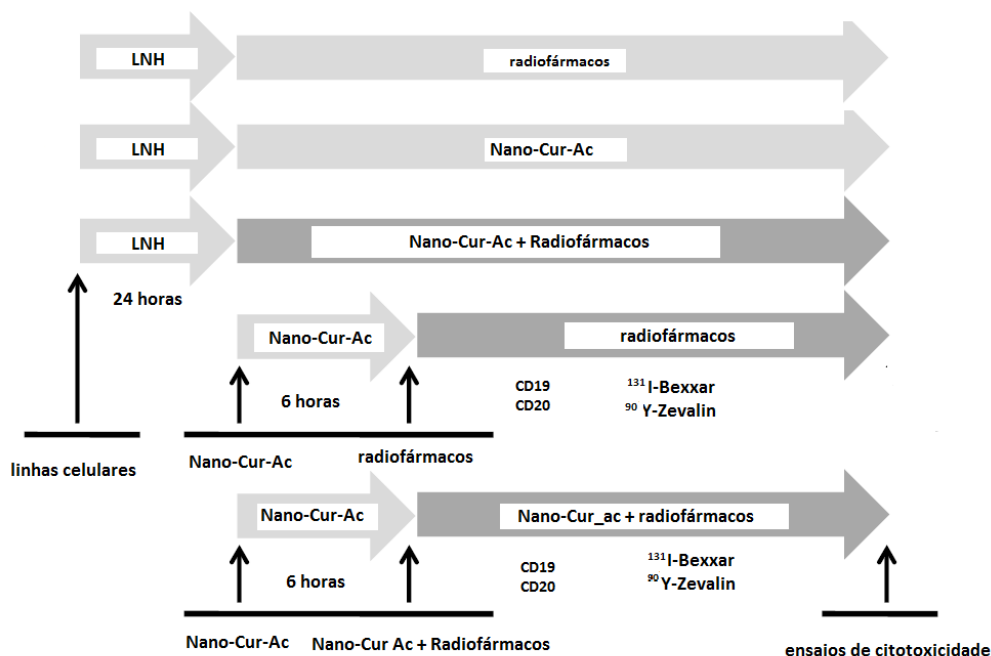 LNH
radiofármacos
LNH
Nano-Cur-Ac
LNH
Nano-Cur-Ac + Radiofármacos
24 horas
Nano-Cur-Ac
radiofármacos
6 horas
CD19
CD20
¹³¹I-Bexxar
⁹⁰Y-Zevalin
linhas celulares
Nano-Cur-Ac
radiofármacos
Nano-Cur-Ac
Nano-Cur_ac + radiofármacos
6 horas
CD19
CD20
¹³¹I-Bexxar
⁹⁰Y-Zevalin
Nano-Cur-Ac
Nano-Cur Ac + Radiofármacos
ensaios de citotoxicidade